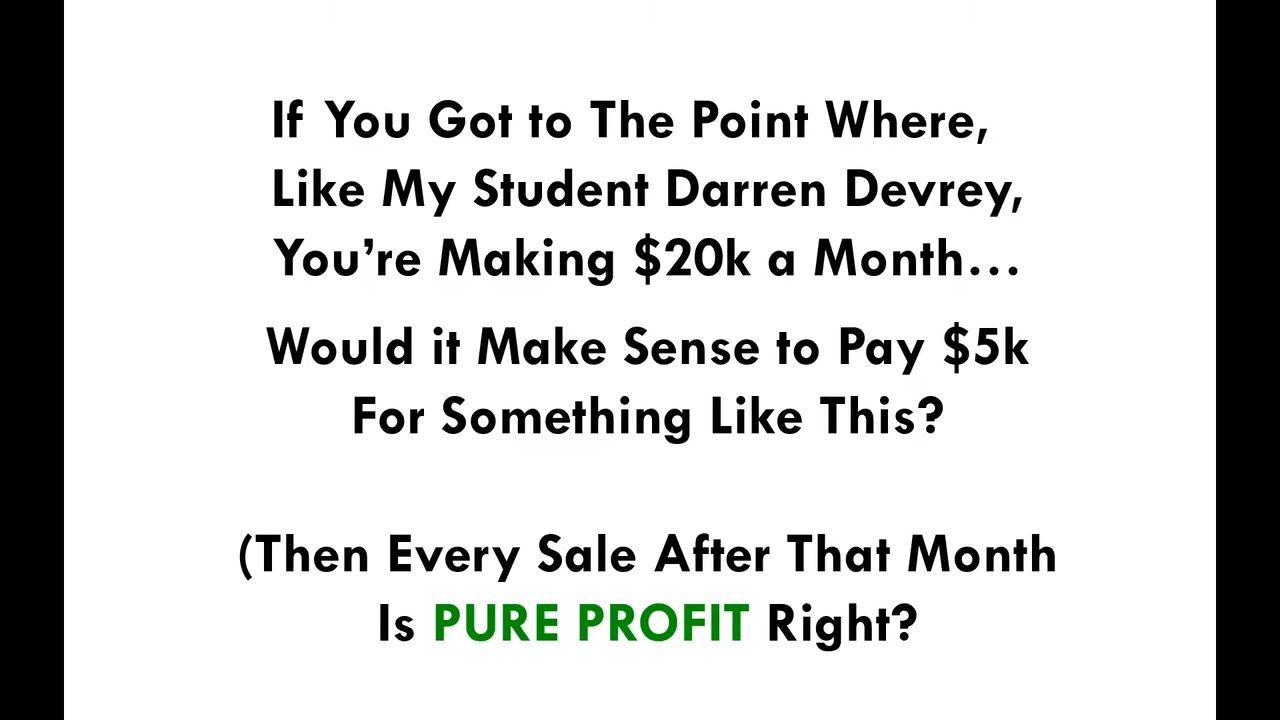 If You Got to The Point Where,
Like My Student Darren Devrey,
You’re Making $20k a Month…
Would it Make Sense to Pay $5k
For Something Like This?
(Then Every Sale After That Month
Is PURE PROFIT Right?